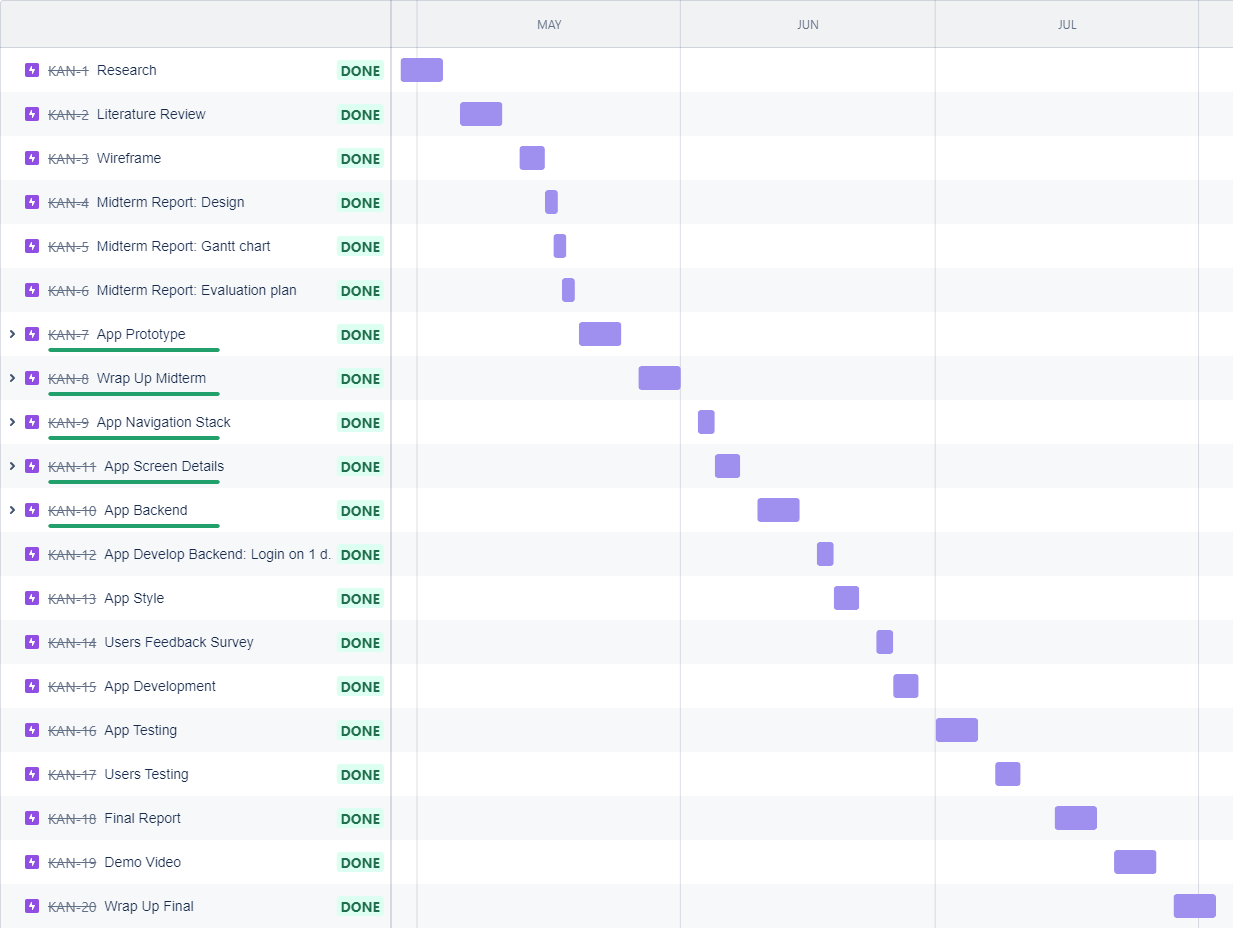 MAY JUN JUL
KAN-1 Research DONE
KAN-2 Literature Review DONE
KAN-3 Wireframe DONE
KAN-4 Midterm Report: Design DONE
KAN-5 Midterm Report: Gantt chart DONE
KAN-6 Midterm Report: Evaluation plan DONE
KAN-7 App Prototype DONE
KAN-8 Wrap Up Midterm DONE
KAN-9 App Navigation Stack DONE
KAN-11 App Screen Details DONE
KAN-10 App Backend DONE
KAN-12 App Develop Backend: Login on 1 d. DONE
KAN-13 App Style DONE
KAN-14 Users Feedback Survey DONE
KAN-15 App Development DONE
KAN-16 App Testing DONE
KAN-17 Users Testing DONE
KAN-18 Final Report DONE
KAN-19 Demo Video DONE
KAN-20 Wrap Up Final DONE